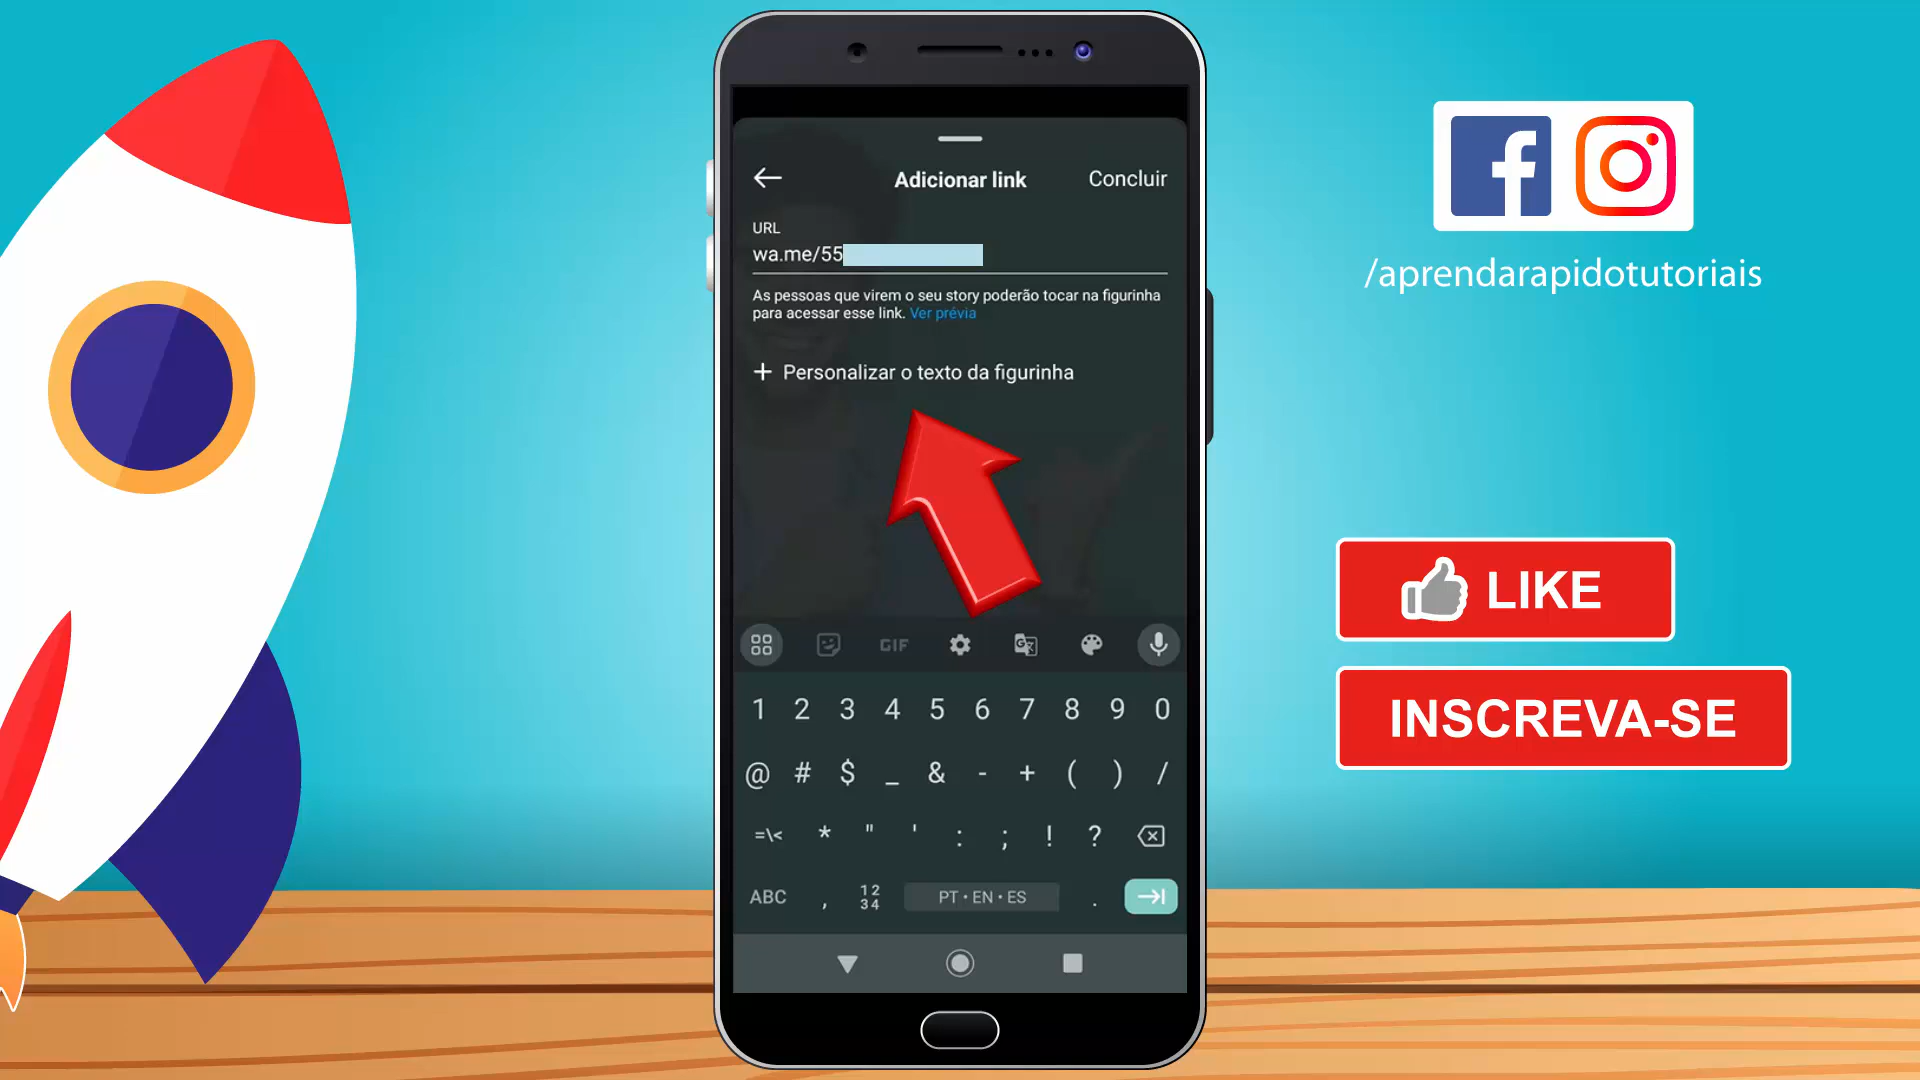 Adicionar link
Concluir
URL
wa.me/55
As pessoas que virem o seu story poderão tocar na figurinha
para acessar esse link. Ver prévia
+ Personalizar o texto da figurinha
GIF
1 2 3 4 5 6 7 8 9 0
@ # $ _ & - + ( ) /
=\< * " ' : ; ! ?
ABC , 12 34 PT • EN • ES .
f
/aprendarapidotutoriais
LIKE
INSCREVA-SE